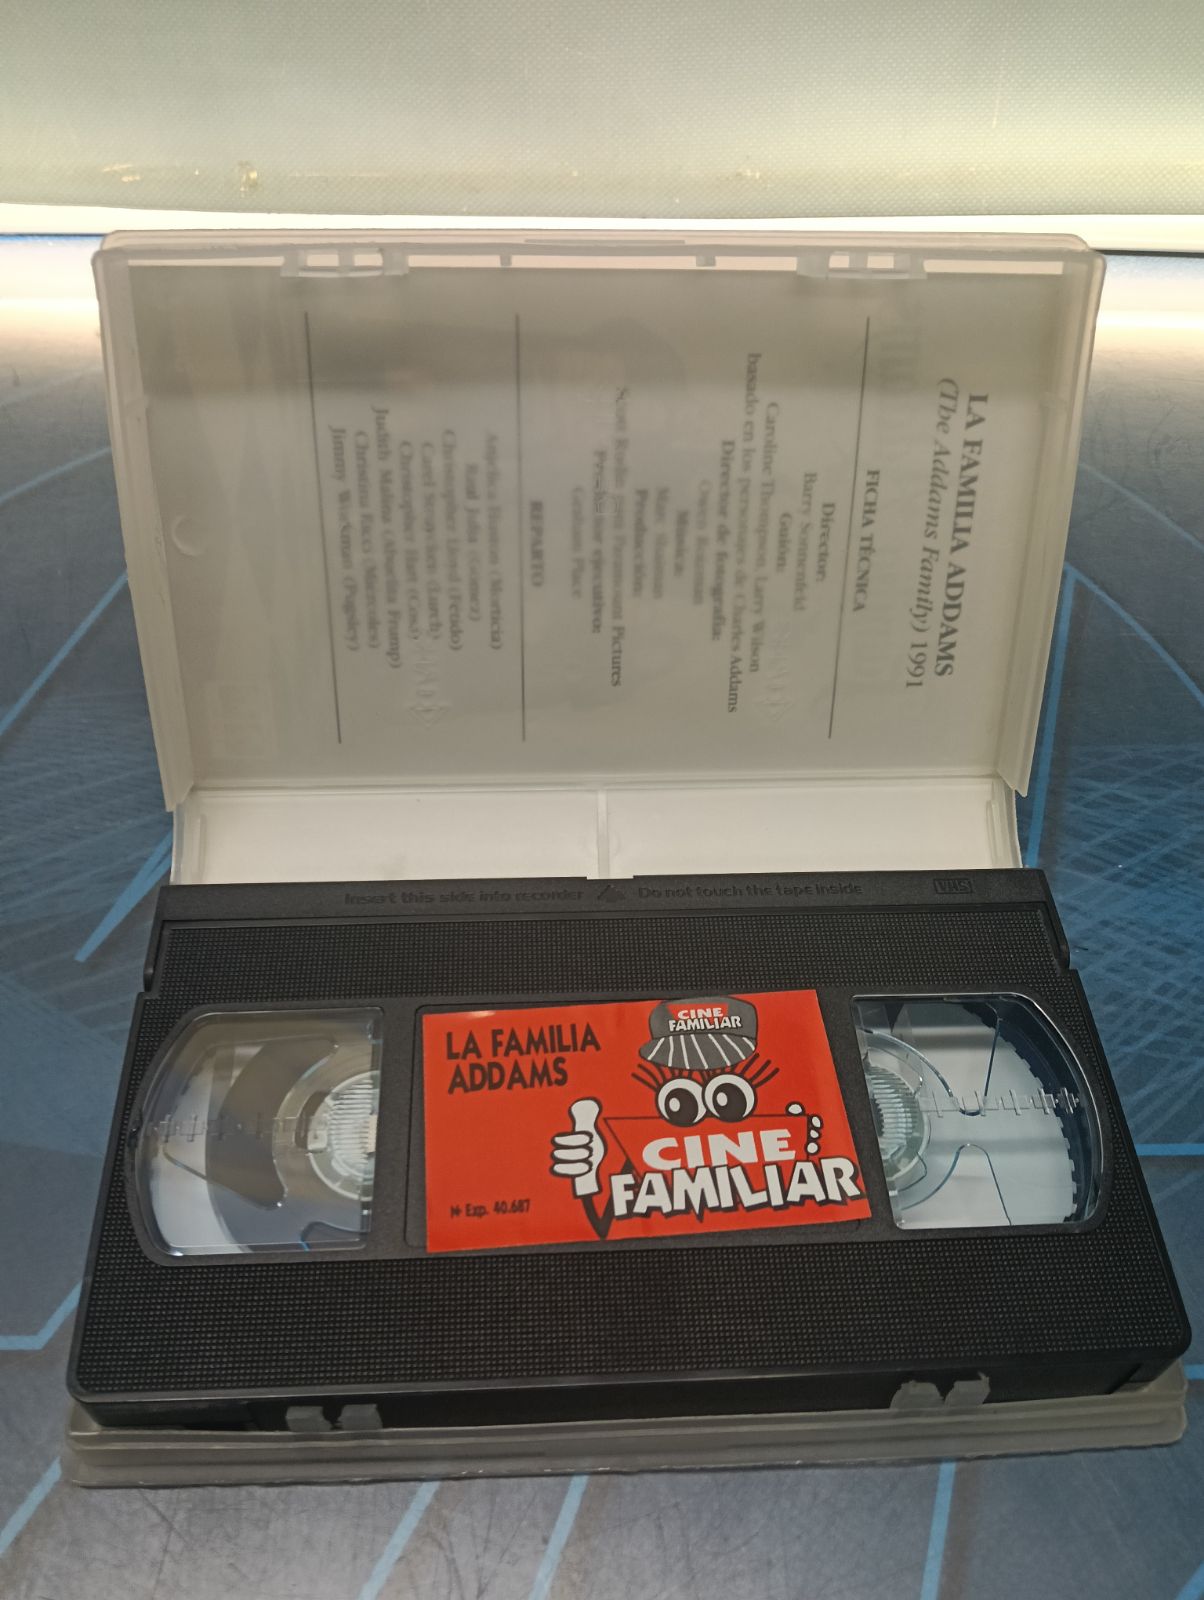 LA FAMILIA ADDAMS
(The Addams Family) 1991
FICHA TÉCNICA
Director:
Barry Sonnenfeld
Guión:
Caroline Thompson, Larry Wilson
basado en los personajes de Charles Addams
Director de fotografía:
Owen Roizman
Música:
Marc Shaiman
Producción:
Scott Rudin para Paramount Pictures
Productor ejecutivo:
Graham Place
REPARTO
Anjelica Huston (Morticia)
Raul Julia (Gómez)
Christopher Lloyd (Fétido)
Carel Struycken (Lurch)
Christopher Hart (Cosa)
Judith Malina (Abuelita Frump)
Christina Ricci (Miércoles)
Jimmy Workman (Pugsley)
Insert this side into recorder
Do not touch the tape inside
VHS
LA FAMILIA
ADDAMS
CINE
FAMILIAR
CINE
FAMILIAR
Nº Exp. 40.687